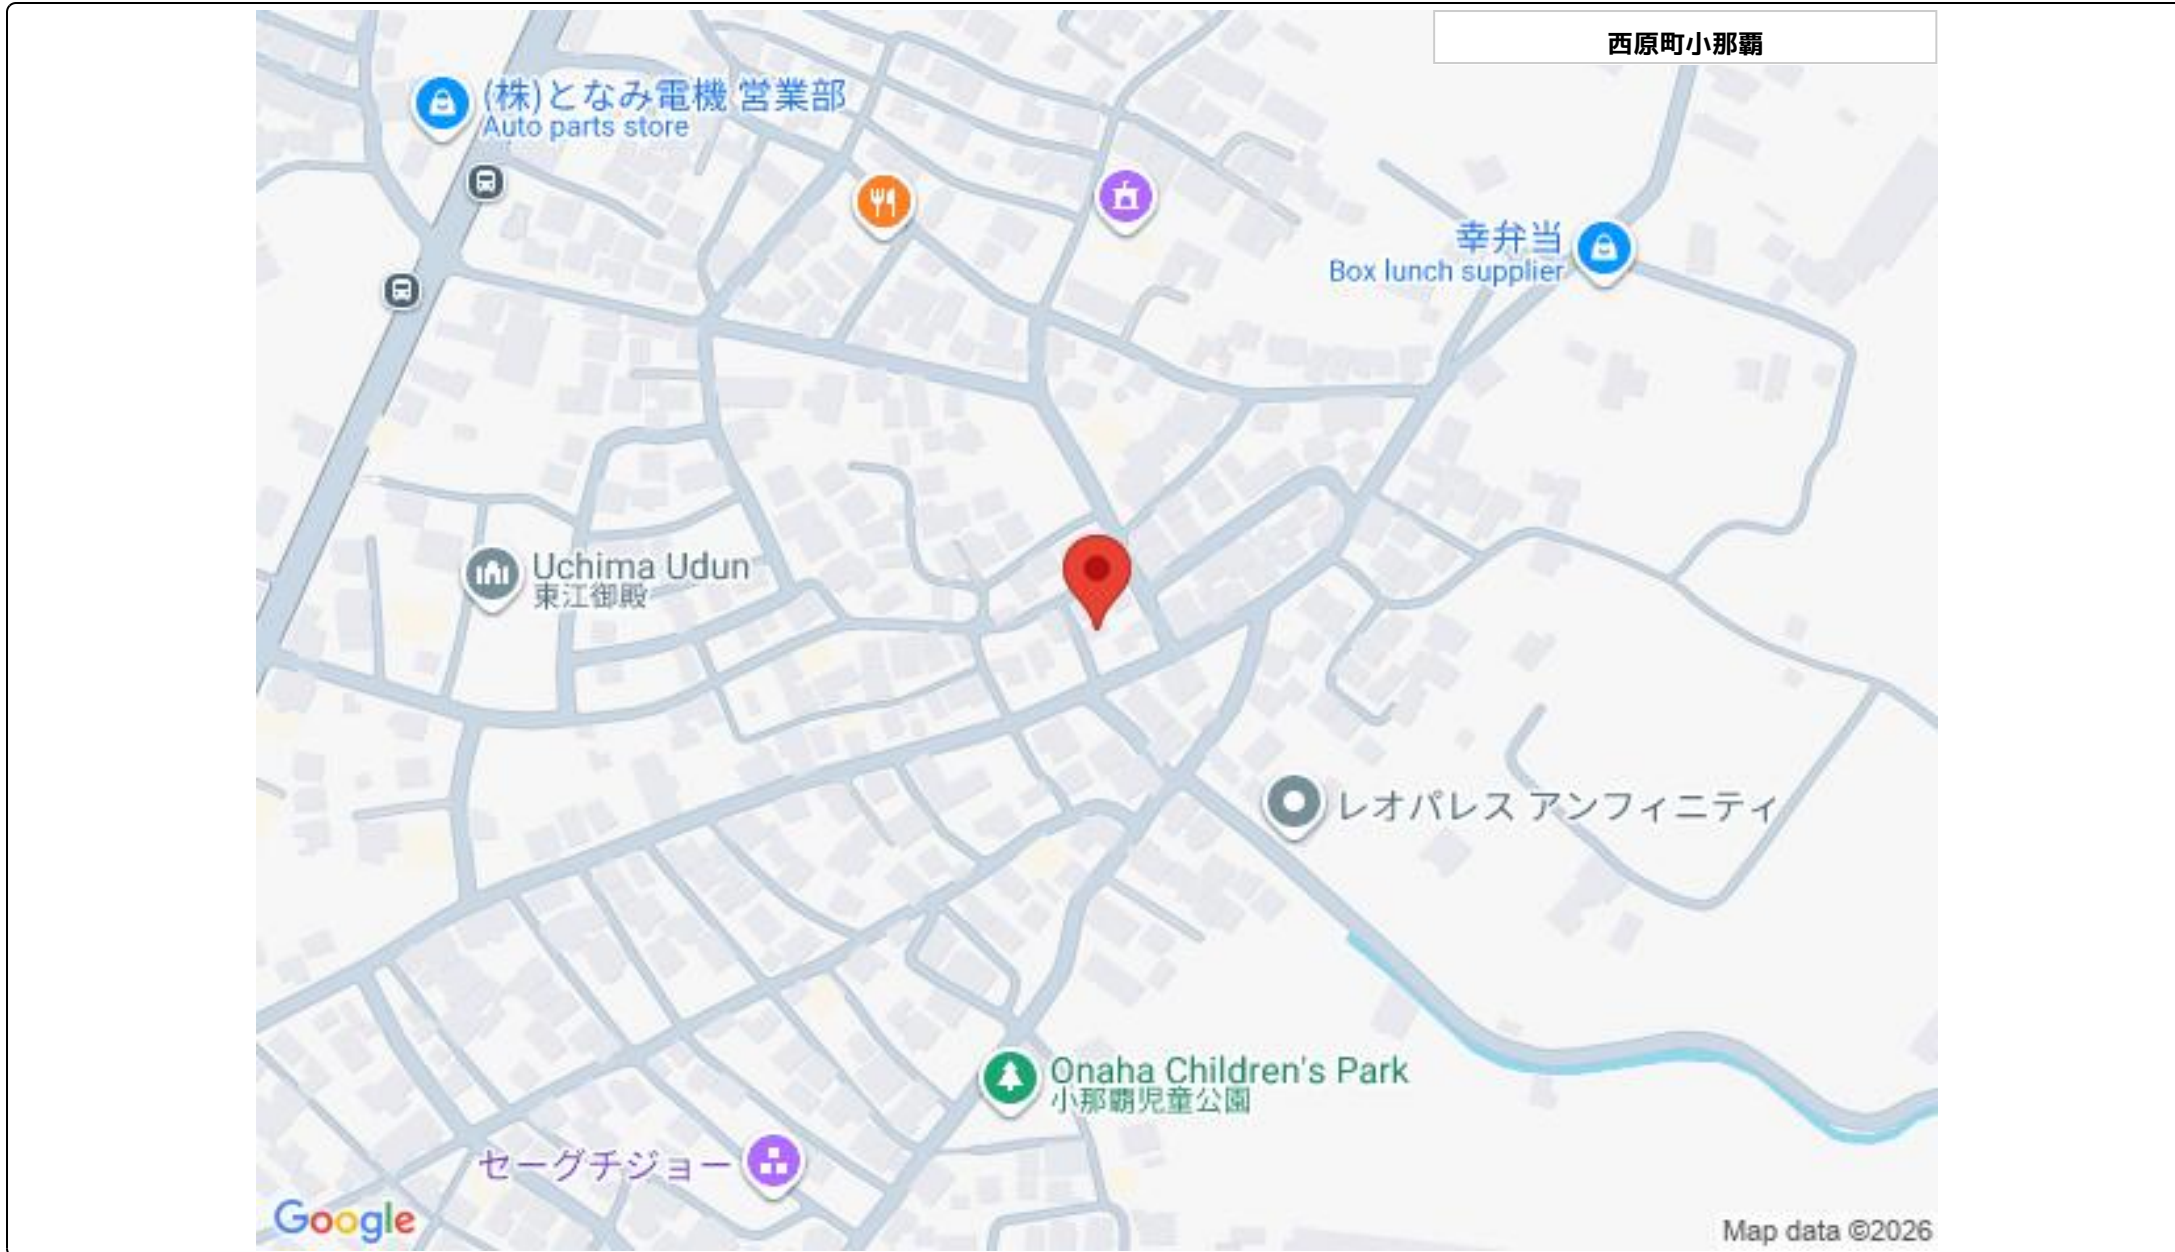 西原町小那覇
(株)となみ電機 営業部
Auto parts store
幸弁当
Box lunch supplier
Uchima Udun
東江御殿
レオパレス アンフィニティ
Onaha Children's Park
小那覇児童公園
セーグチジョー
Google
Map data ©2026